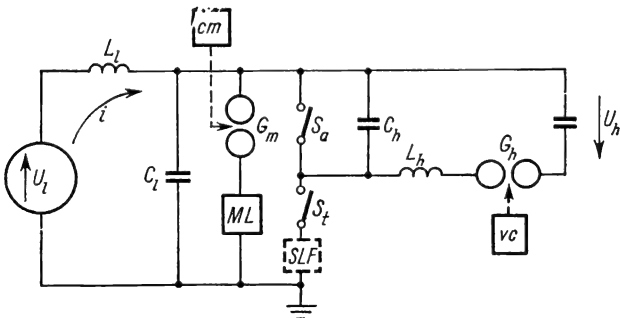 cm
L_l
i
G_m
S_a
C_h
U_h
L_h
G_h
U_l
C_l
ML
S_t
vc
SLF